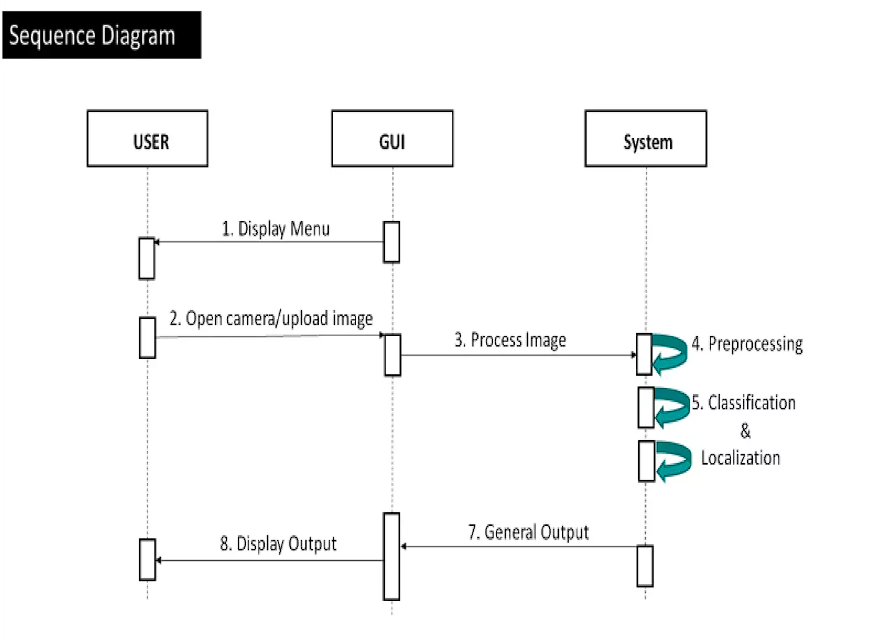 Sequence Diagram
USER
GUI
System
1. Display Menu
2. Open camera/upload image
3. Process Image
4. Preprocessing
5. Classification
&
Localization
7. General Output
8. Display Output